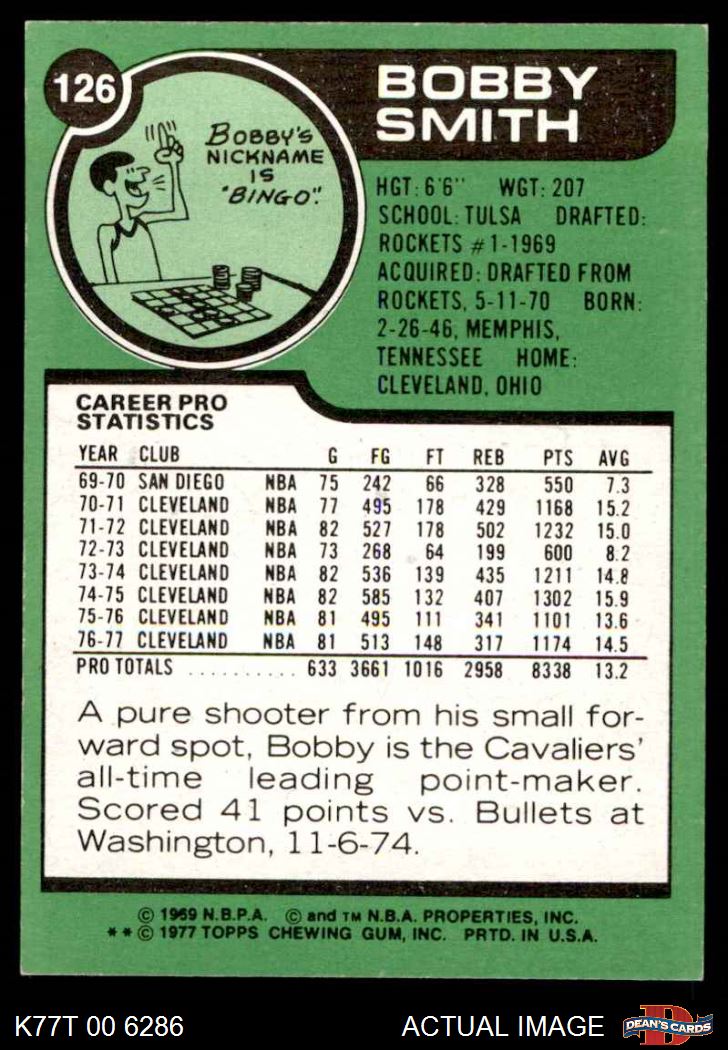 126
BOBBY'S
NICKNAME
IS
"BINGO".
BOBBY
SMITH
HGT: 6'6" WGT: 207
SCHOOL: TULSA DRAFTED:
ROCKETS #1-1969
ACQUIRED: DRAFTED FROM
ROCKETS, 5-11-70 BORN:
2-26-46, MEMPHIS,
TENNESSEE HOME:
CLEVELAND, OHIO
CAREER PRO
STATISTICS
YEAR CLUB G FG FT REB PTS AVG
69-70 SAN DIEGO NBA 75 242 66 328 550 7.3
70-71 CLEVELAND NBA 77 495 178 429 1168 15.2
71-72 CLEVELAND NBA 82 527 178 502 1232 15.0
72-73 CLEVELAND NBA 73 268 64 199 600 8.2
73-74 CLEVELAND NBA 82 536 139 435 1211 14.8
74-75 CLEVELAND NBA 82 585 132 407 1302 15.9
75-76 CLEVELAND NBA 81 495 111 341 1101 13.6
76-77 CLEVELAND NBA 81 513 148 317 1174 14.5
PRO TOTALS .......... 633 3661 1016 2958 8338 13.2
A pure shooter from his small for-
ward spot, Bobby is the Cavaliers'
all-time leading point-maker.
Scored 41 points vs. Bullets at
Washington, 11-6-74.
© 1969 N.B.P.A. © and TM N.B.A. PROPERTIES, INC.
**© 1977 TOPPS CHEWING GUM, INC. PRTD. IN U.S.A.
K77T 00 6286 ACTUAL IMAGE
D
DEAN'S CARDS